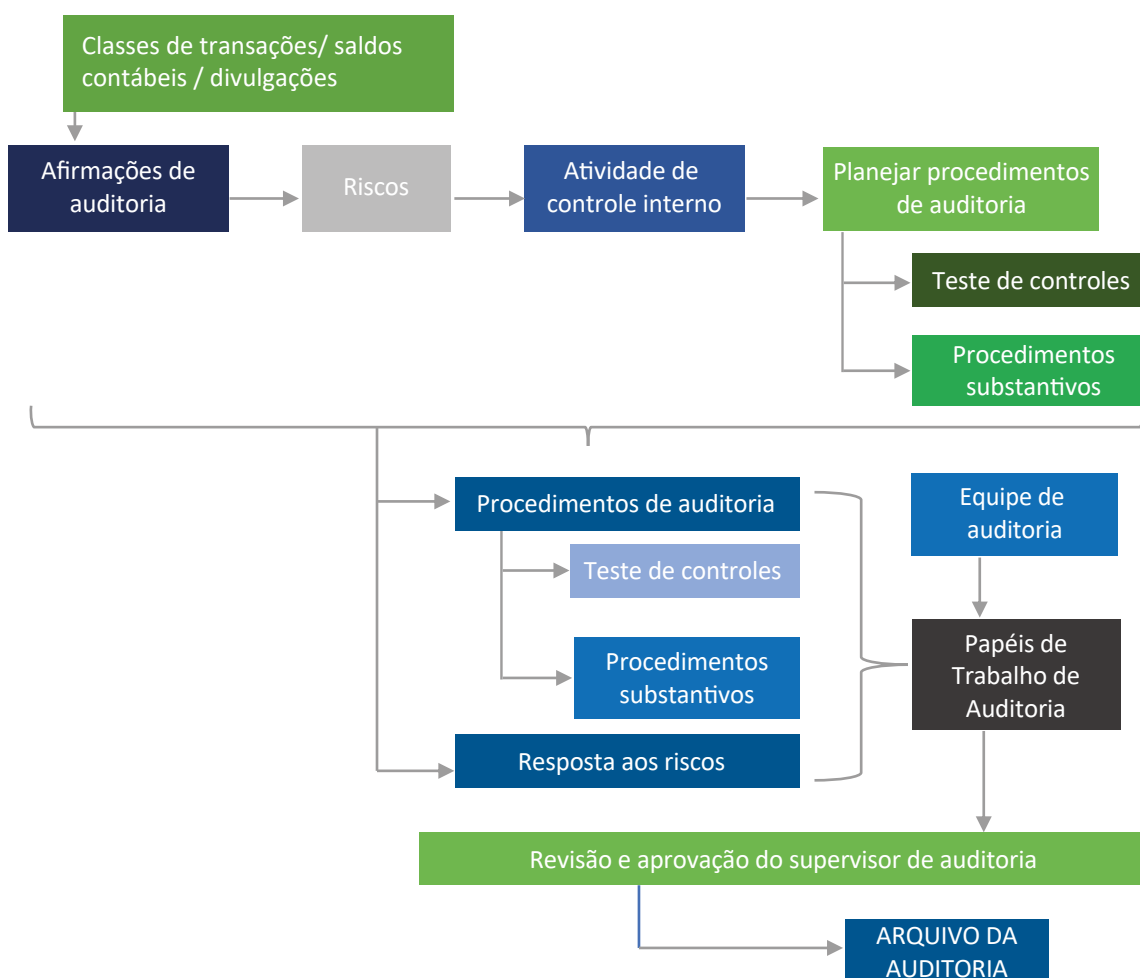 Classes de transações/ saldos
contábeis / divulgações
Afirmações de
auditoria
Riscos
Atividade de
controle interno
Planejar procedimentos
de auditoria
Teste de controles
Procedimentos
substantivos
Procedimentos de auditoria
Teste de controles
Procedimentos
substantivos
Resposta aos riscos
Equipe de
auditoria
Papéis de
Trabalho de
Auditoria
Revisão e aprovação do supervisor de auditoria
ARQUIVO DA
AUDITORIA